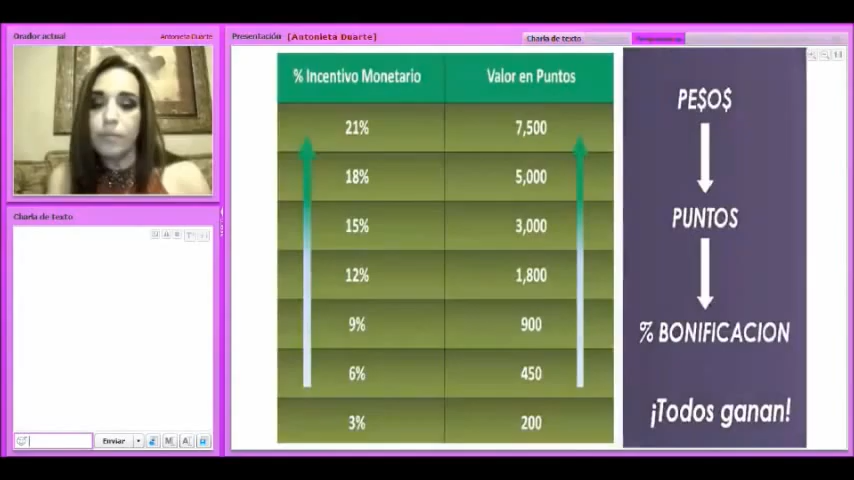 Orador actual
Antonieta Duarte
Charla de texto
Enviar
Presentación [Antonieta Duarte]
Charla de texto
% Incentivo Monetario Valor en Puntos
21% 7,500
18% 5,000
15% 3,000
12% 1,800
9% 900
6% 450
3% 200
PE$O$
PUNTOS
% BONIFICACION
¡Todos ganan!